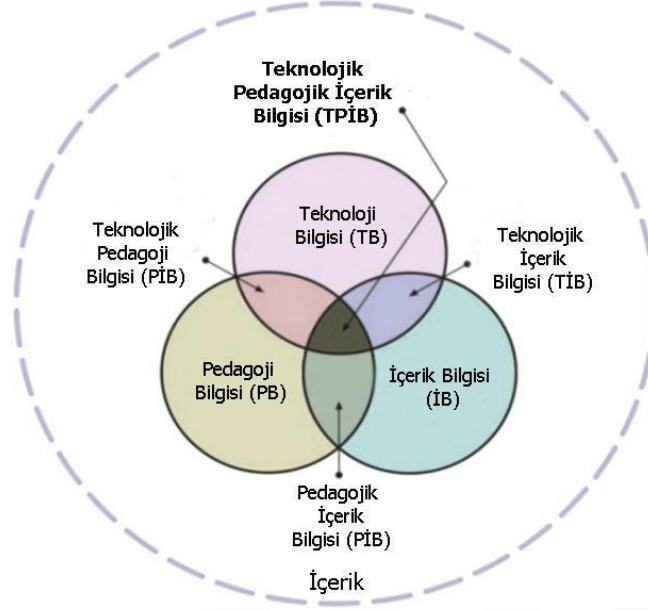 Teknolojik
Pedagojik İçerik
Bilgisi (TPİB)
Teknoloji
Bilgisi (TB)
Teknolojik
Pedagoji
Bilgisi (PİB)
Teknolojik
İçerik
Bilgisi (TİB)
Pedagoji
Bilgisi (PB)
İçerik Bilgisi
(İB)
Pedagojik
İçerik
Bilgisi (PİB)
İçerik